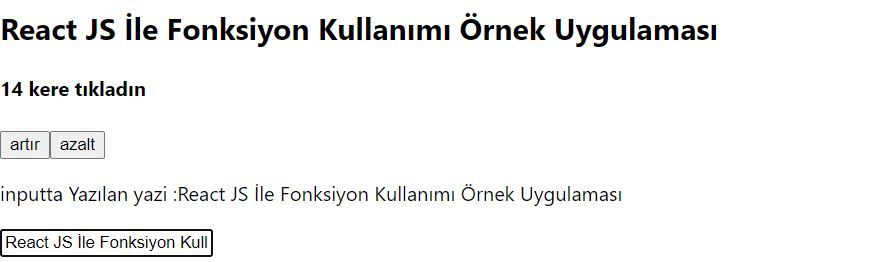 React JS İle Fonksiyon Kullanımı Örnek Uygulaması
14 kere tıkladın
artır azalt
inputta Yazılan yazi :React JS İle Fonksiyon Kullanımı Örnek Uygulaması
React JS İle Fonksiyon Kull